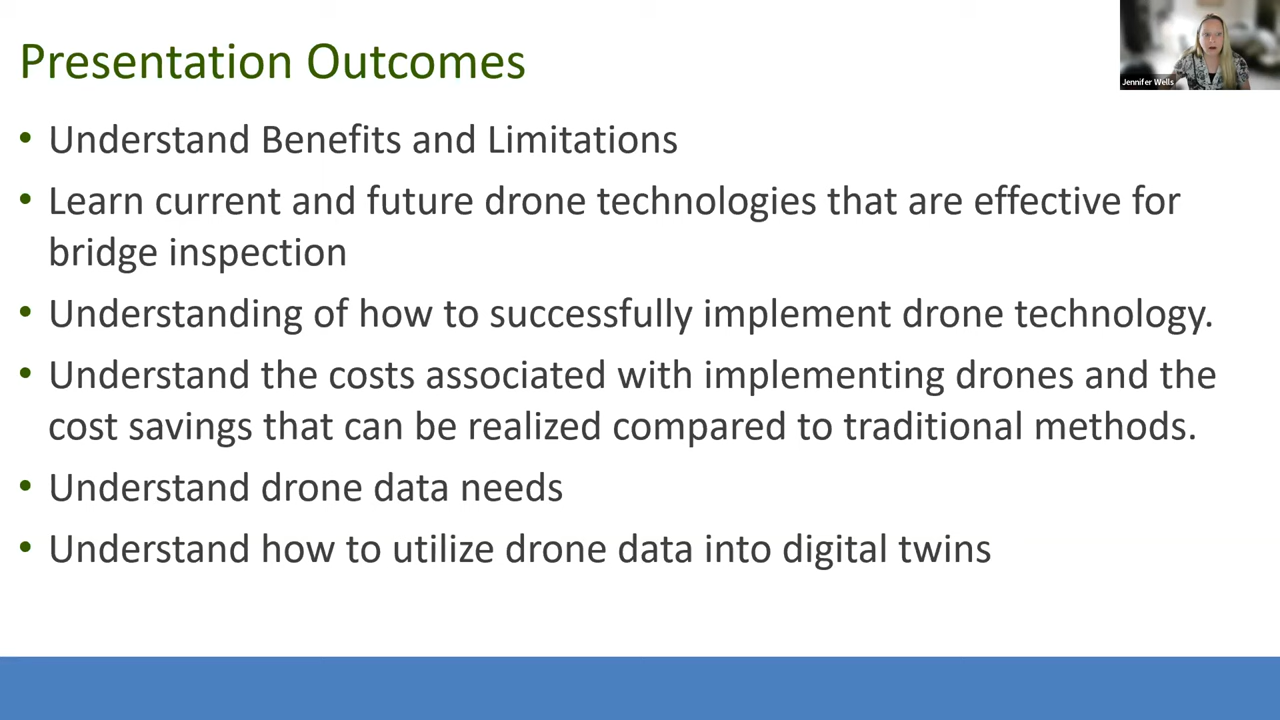 Presentation Outcomes
Jennifer Wells
• Understand Benefits and Limitations
• Learn current and future drone technologies that are effective for
bridge inspection
• Understanding of how to successfully implement drone technology.
• Understand the costs associated with implementing drones and the
cost savings that can be realized compared to traditional methods.
• Understand drone data needs
• Understand how to utilize drone data into digital twins